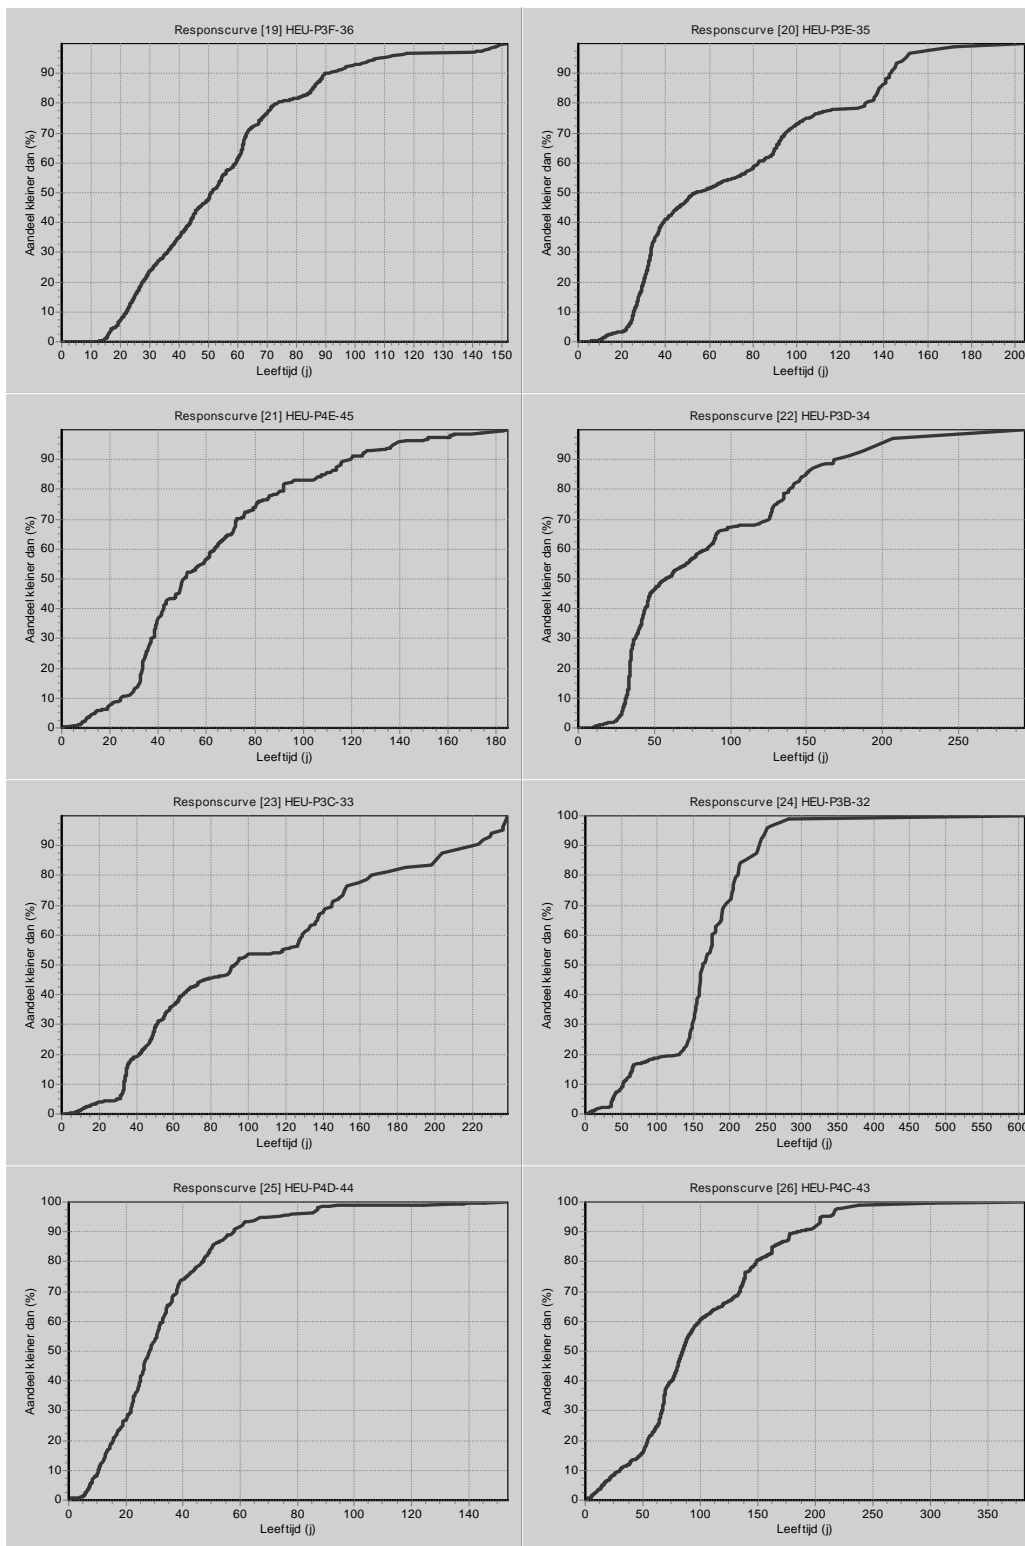 Responscurve [19] HEU-P3F-36
Aandeel kleiner dan (%)
90
80
70
60
50
40
30
20
10
0
0 10 20 30 40 50 60 70 80 90 100 110 120 130 140 150
Leeftijd (j)
Responscurve [20] HEU-P3E-35
Aandeel kleiner dan (%)
90
80
70
60
50
40
30
20
10
0
0 20 40 60 80 100 120 140 160 180 200
Leeftijd (j)
Responscurve [21] HEU-P4E-45
Aandeel kleiner dan (%)
90
80
70
60
50
40
30
20
10
0
0 20 40 60 80 100 120 140 160 180
Leeftijd (j)
Responscurve [22] HEU-P3D-34
Aandeel kleiner dan (%)
90
80
70
60
50
40
30
20
10
0
0 50 100 150 200 250
Leeftijd (j)
Responscurve [23] HEU-P3C-33
Aandeel kleiner dan (%)
90
80
70
60
50
40
30
20
10
0
0 20 40 60 80 100 120 140 160 180 200 220
Leeftijd (j)
Responscurve [24] HEU-P3B-32
Aandeel kleiner dan (%)
100
90
80
70
60
50
40
30
20
10
0
0 50 100 150 200 250 300 350 400 450 500 550 600
Leeftijd (j)
Responscurve [25] HEU-P4D-44
Aandeel kleiner dan (%)
100
90
80
70
60
50
40
30
20
10
0
0 20 40 60 80 100 120 140
Leeftijd (j)
Responscurve [26] HEU-P4C-43
Aandeel kleiner dan (%)
100
90
80
70
60
50
40
30
20
10
0
0 50 100 150 200 250 300 350
Leeftijd (j)